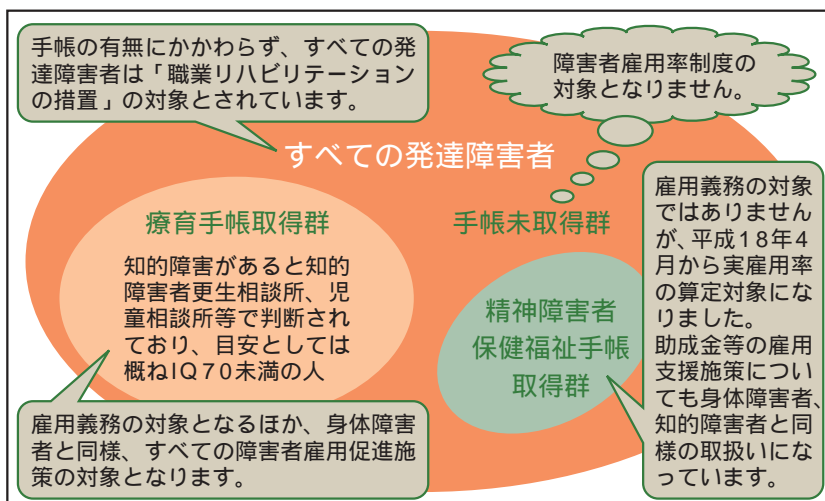 手帳の有無にかかわらず、すべての発
達障害者は「職業リハビリテーション
の措置」の対象とされています。
障害者雇用率制度の
対象となりません。
すべての発達障害者
療育手帳取得群
知的障害があると知的
障害者更生相談所、児
童相談所等で判断され
ており、目安としては
概ねIQ70未満の人
手帳未取得群
精神障害者
保健福祉手帳
取得群
雇用義務の対象
ではありません
が、平成18年4
月から実雇用率
の算定対象にな
りました。
助成金等の雇用
支援施策につい
ても身体障害者、
知的障害者と同
様の取扱いにな
っています。
雇用義務の対象となるほか、身体障害
者と同様、すべての障害者雇用促進施
策の対象となります。